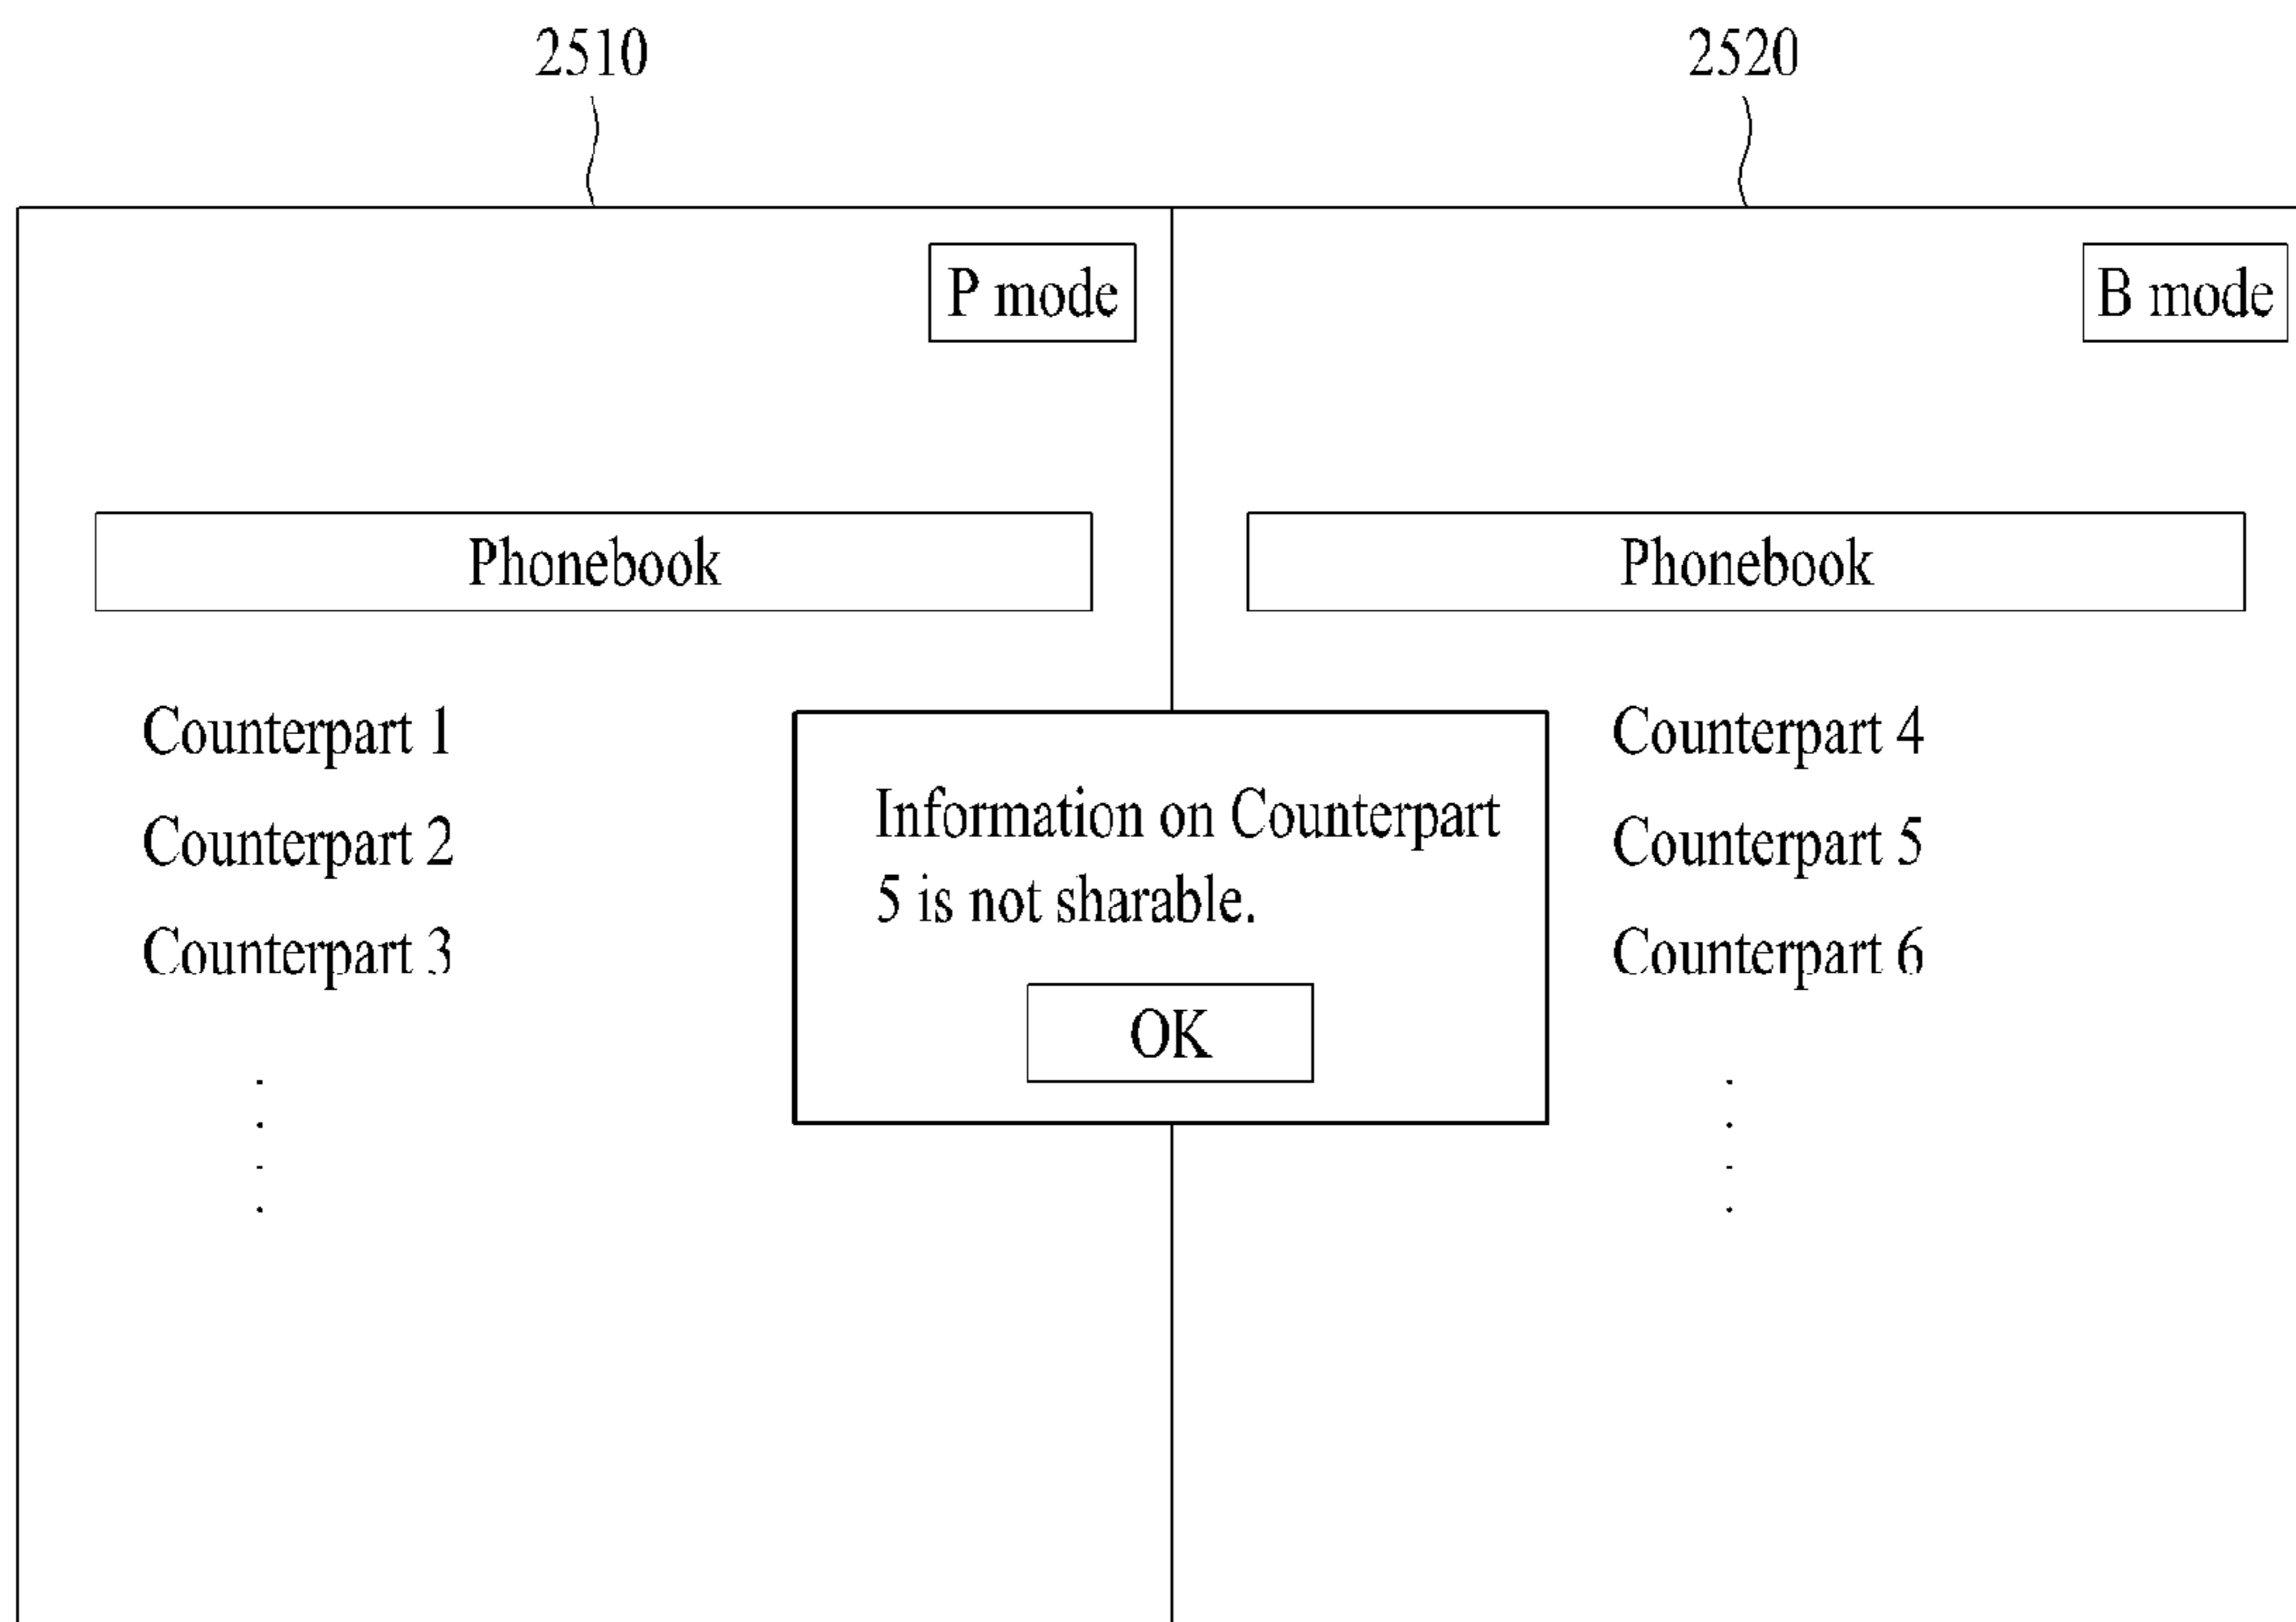 2510
2520
P mode
B mode
Phonebook
Phonebook
Counterpart 1
Counterpart 2
Counterpart 3
Information on Counterpart
5 is not sharable.
OK
Counterpart 4
Counterpart 5
Counterpart 6